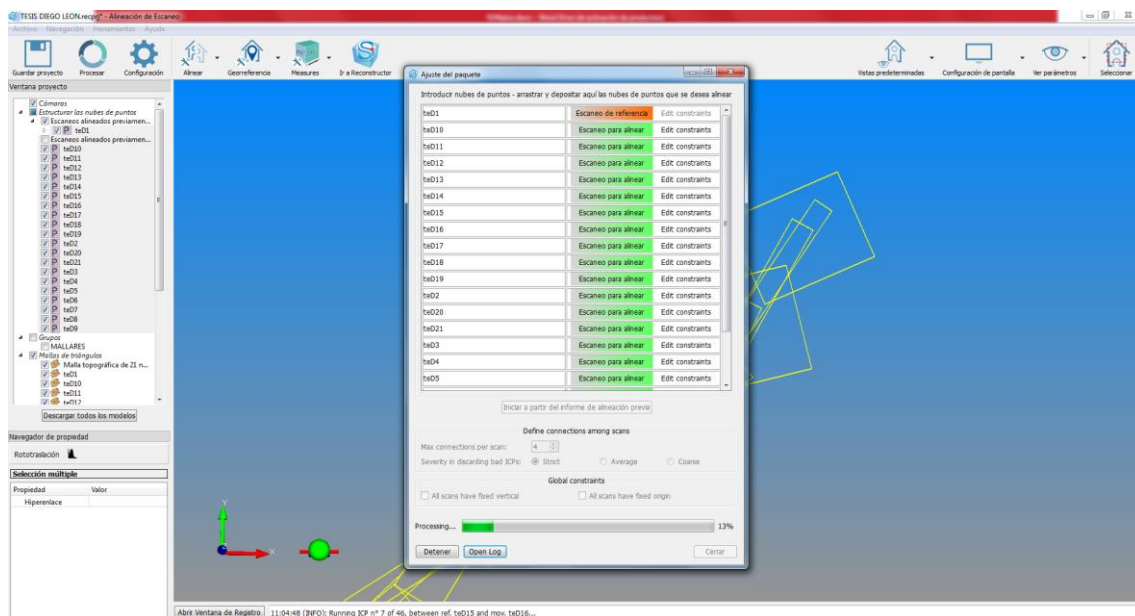 TESIS DIEGO LEON.recprj* - Alineación de Escaneo
Archivo Navegación Herramientas Ayuda
Guardar proyecto Procesar Configuración Alinear Georreferencia Measures Ir a Reconstructor Vistas predeterminadas Configuración de pantalla Ver parámetros Seleccionar
Ventana proyecto
Cámaras
Estructurar las nubes de puntos
Escaneos alineados previamen...
teD1
Escaneos alineados previamen...
teD10
teD11
teD12
teD13
teD14
teD15
teD16
teD17
teD18
teD19
teD2
teD20
teD21
teD3
teD4
teD5
teD6
teD7
teD8
teD9
Grupos
MALLARES
Mallas de triángulos
Malla topográfica de 21 n...
teD1
teD10
teD11
teD12
Descargar todos los modelos
Navegador de propiedad
Rototraslación
Selección múltiple
Propiedad Valor
Hiperenlace
Ajuste del paquete
Introducir nubes de puntos - arrastrar y depositar aquí las nubes de puntos que se desea alinear
teD1 Escaneo de referencia Edit constraints
teD10 Escaneo para alinear Edit constraints
teD11 Escaneo para alinear Edit constraints
teD12 Escaneo para alinear Edit constraints
teD13 Escaneo para alinear Edit constraints
teD14 Escaneo para alinear Edit constraints
teD15 Escaneo para alinear Edit constraints
teD16 Escaneo para alinear Edit constraints
teD17 Escaneo para alinear Edit constraints
teD18 Escaneo para alinear Edit constraints
teD19 Escaneo para alinear Edit constraints
teD2 Escaneo para alinear Edit constraints
teD20 Escaneo para alinear Edit constraints
teD21 Escaneo para alinear Edit constraints
teD3 Escaneo para alinear Edit constraints
teD4 Escaneo para alinear Edit constraints
teD5 Escaneo para alinear Edit constraints
Iniciar a partir del informe de alineación previa
Define connections among scans
Max connections per scan: 4
Severity in discarding bad ICPs: Strict Average Coarse
Global constraints
All scans have fixed vertical All scans have fixed origin
Processing... 13%
Detener Open Log Cerrar
Y
X
Abrir Ventana de Registro 11:04:48 (INFO): Running ICP n° 7 of 46, between ref. teD15 and mov. teD16...